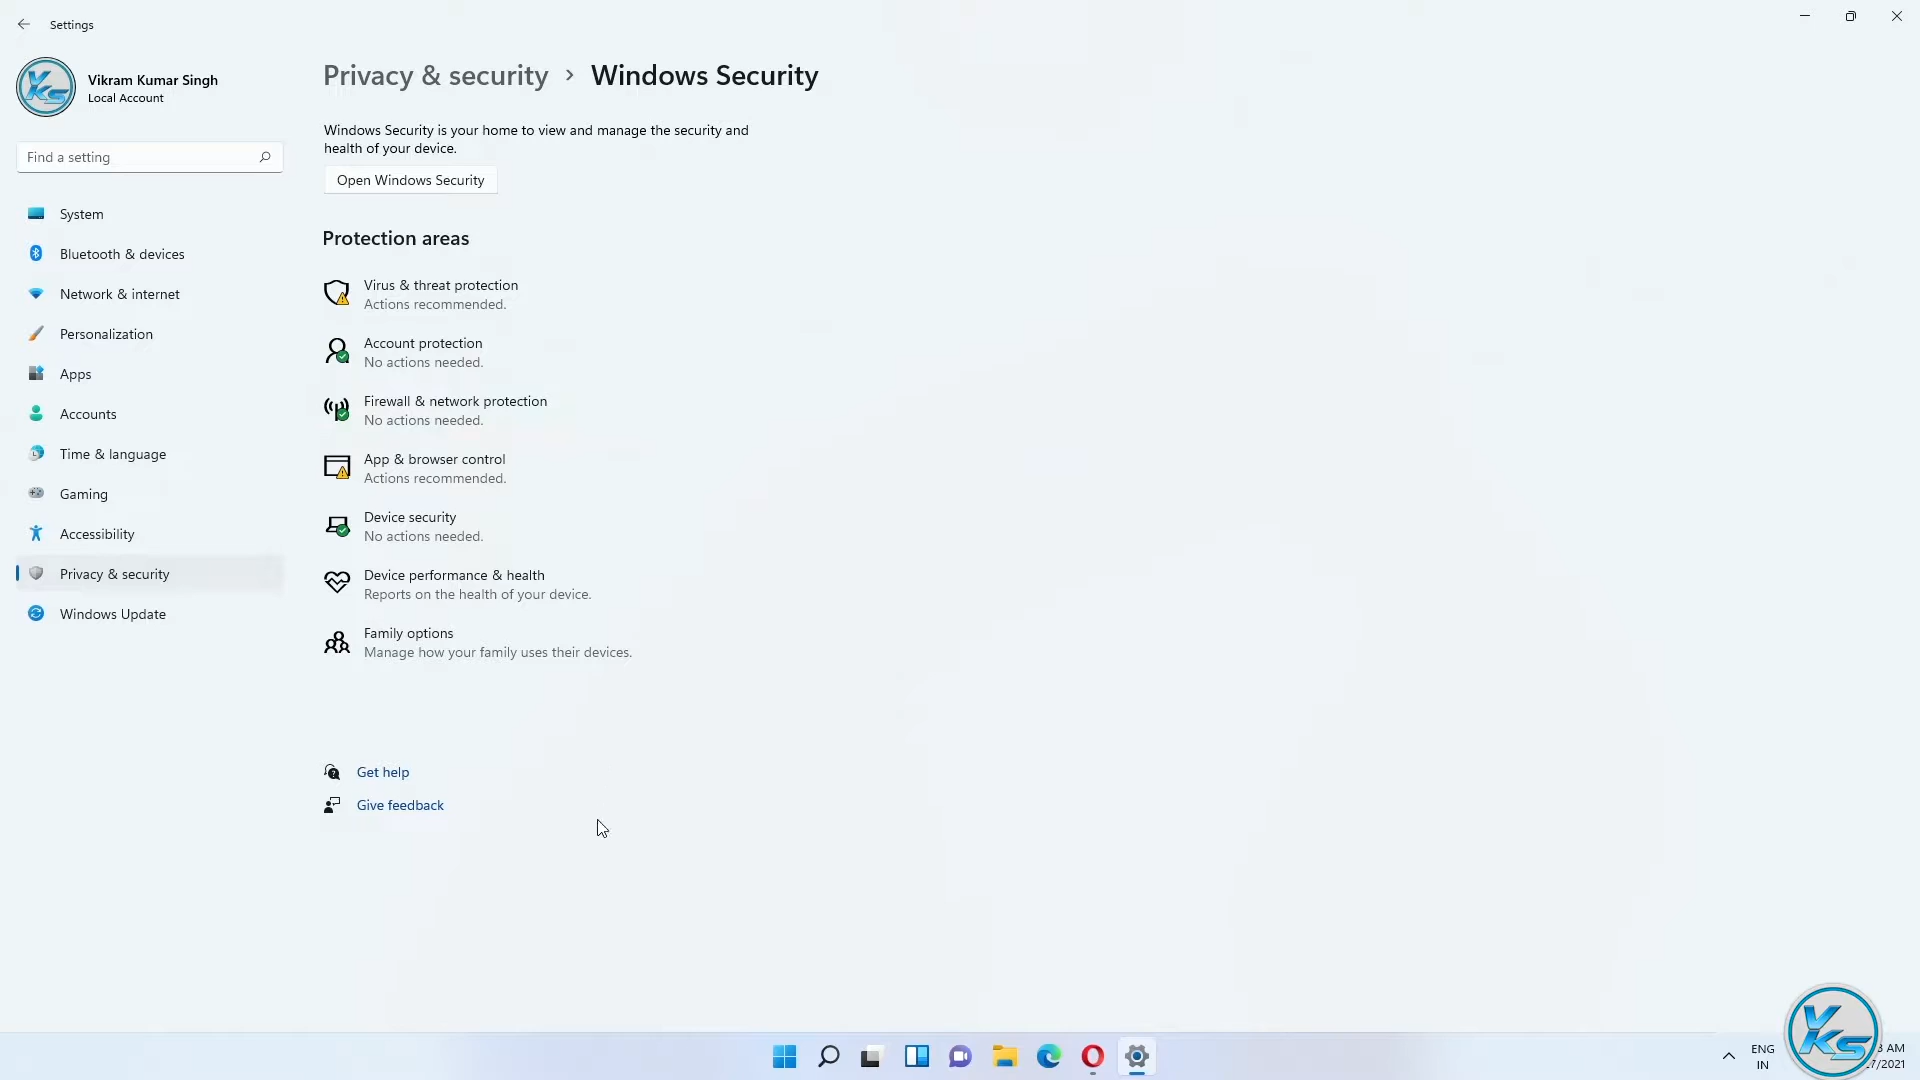 Settings
Vikram Kumar Singh
Local Account
Find a setting
System
Bluetooth & devices
Network & internet
Personalization
Apps
Accounts
Time & language
Gaming
Accessibility
Privacy & security
Windows Update
Privacy & security > Windows Security
Windows Security is your home to view and manage the security and
health of your device.
Open Windows Security
Protection areas
Virus & threat protection
Actions recommended.
Account protection
No actions needed.
Firewall & network protection
No actions needed.
App & browser control
Actions recommended.
Device security
No actions needed.
Device performance & health
Reports on the health of your device.
Family options
Manage how your family uses their devices.
Get help
Give feedback
ENG
IN
AM
/2021
YKS